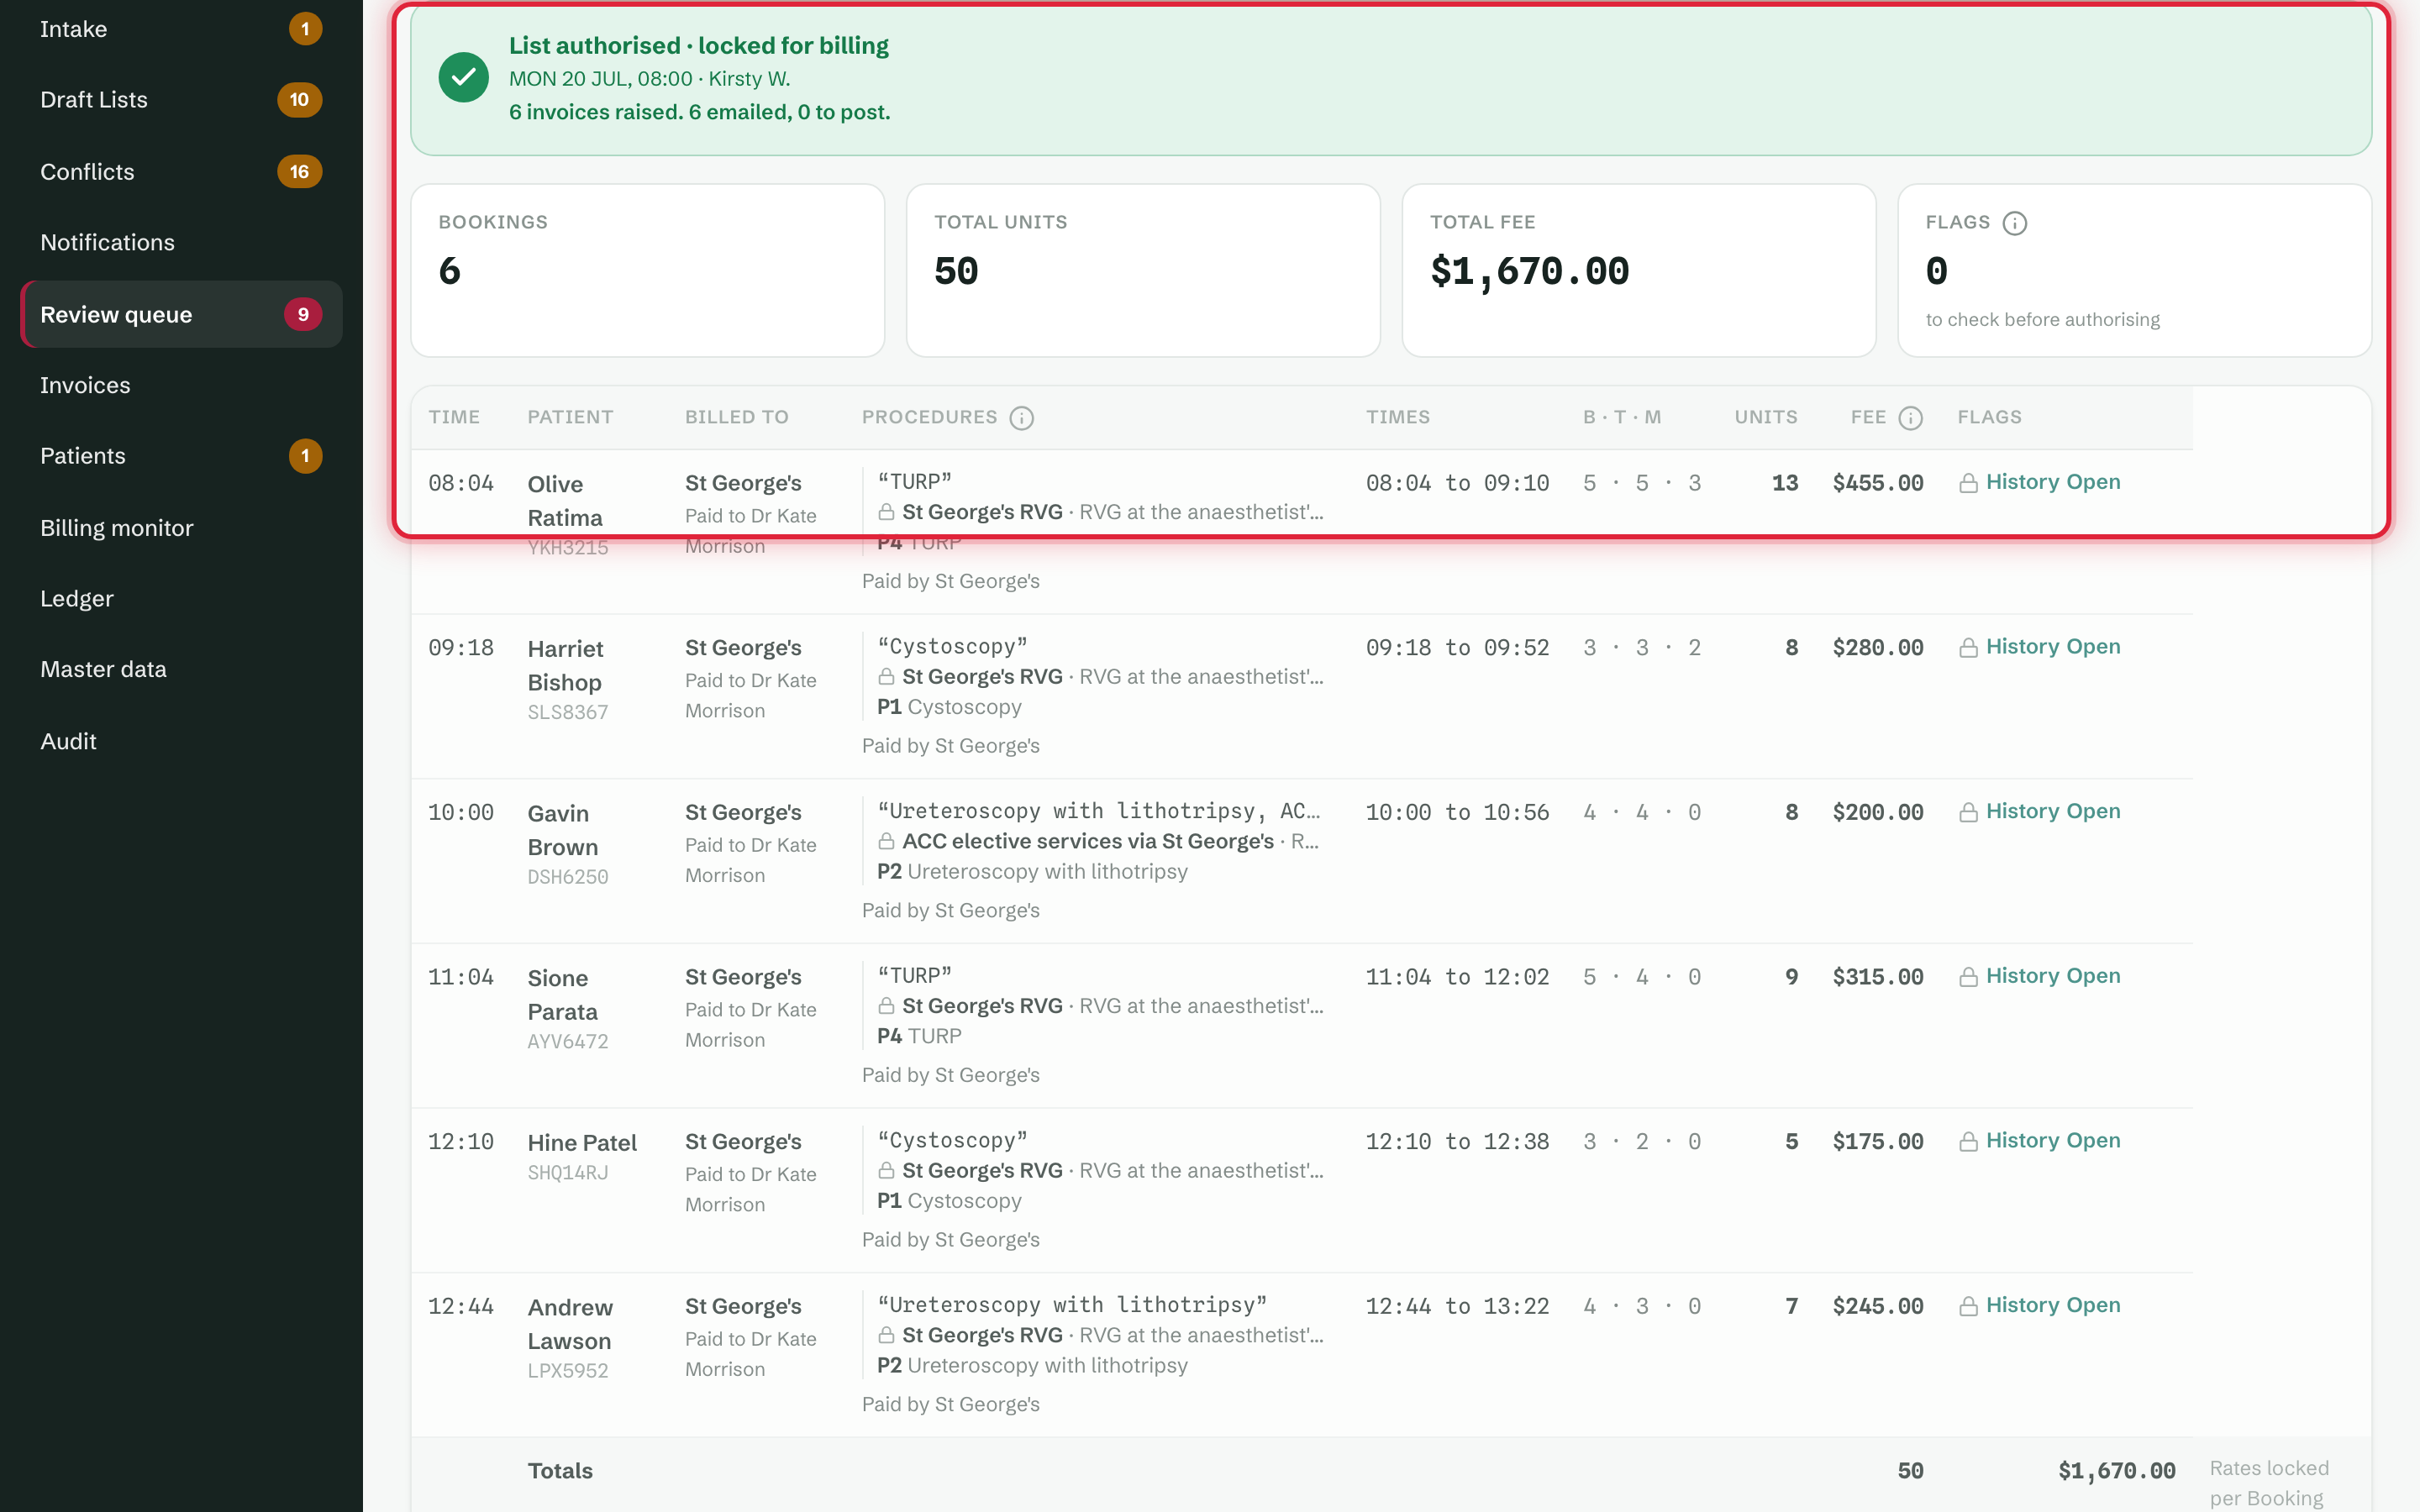 Intake 1
Draft Lists 10
Conflicts 16
Notifications
Review queue 9
Invoices
Patients 1
Billing monitor
Ledger
Master data
Audit
List authorised · locked for billing
MON 20 JUL, 08:00 · Kirsty W.
6 invoices raised. 6 emailed, 0 to post.
BOOKINGS
6
TOTAL UNITS
50
TOTAL FEE
$1,670.00
FLAGS
0
to check before authorising
TIME PATIENT BILLED TO PROCEDURES TIMES B · T · M UNITS FEE FLAGS
08:04 Olive St George's “TURP” 08:04 to 09:10 5 · 5 · 3 13 $455.00 History Open
Ratima Paid to Dr Kate St George's RVG · RVG at the anaesthetist'...
YKH3215 Morrison P4 TURP
Paid by St George's
09:18 Harriet St George's “Cystoscopy” 09:18 to 09:52 3 · 3 · 2 8 $280.00 History Open
Bishop Paid to Dr Kate St George's RVG · RVG at the anaesthetist'...
SLS8367 Morrison P1 Cystoscopy
Paid by St George's
10:00 Gavin St George's “Ureteroscopy with lithotripsy, AC... 10:00 to 10:56 4 · 4 · 0 8 $200.00 History Open
Brown Paid to Dr Kate ACC elective services via St George's · R...
DSH6250 Morrison P2 Ureteroscopy with lithotripsy
Paid by St George's
11:04 Sione St George's “TURP” 11:04 to 12:02 5 · 4 · 0 9 $315.00 History Open
Parata Paid to Dr Kate St George's RVG · RVG at the anaesthetist'...
AYV6472 Morrison P4 TURP
Paid by St George's
12:10 Hine Patel St George's “Cystoscopy” 12:10 to 12:38 3 · 2 · 0 5 $175.00 History Open
SHQ14RJ Paid to Dr Kate St George's RVG · RVG at the anaesthetist'...
Morrison P1 Cystoscopy
Paid by St George's
12:44 Andrew St George's “Ureteroscopy with lithotripsy” 12:44 to 13:22 4 · 3 · 0 7 $245.00 History Open
Lawson Paid to Dr Kate St George's RVG · RVG at the anaesthetist'...
LPX5952 Morrison P2 Ureteroscopy with lithotripsy
Paid by St George's
Totals 50 $1,670.00 Rates locked
per Booking